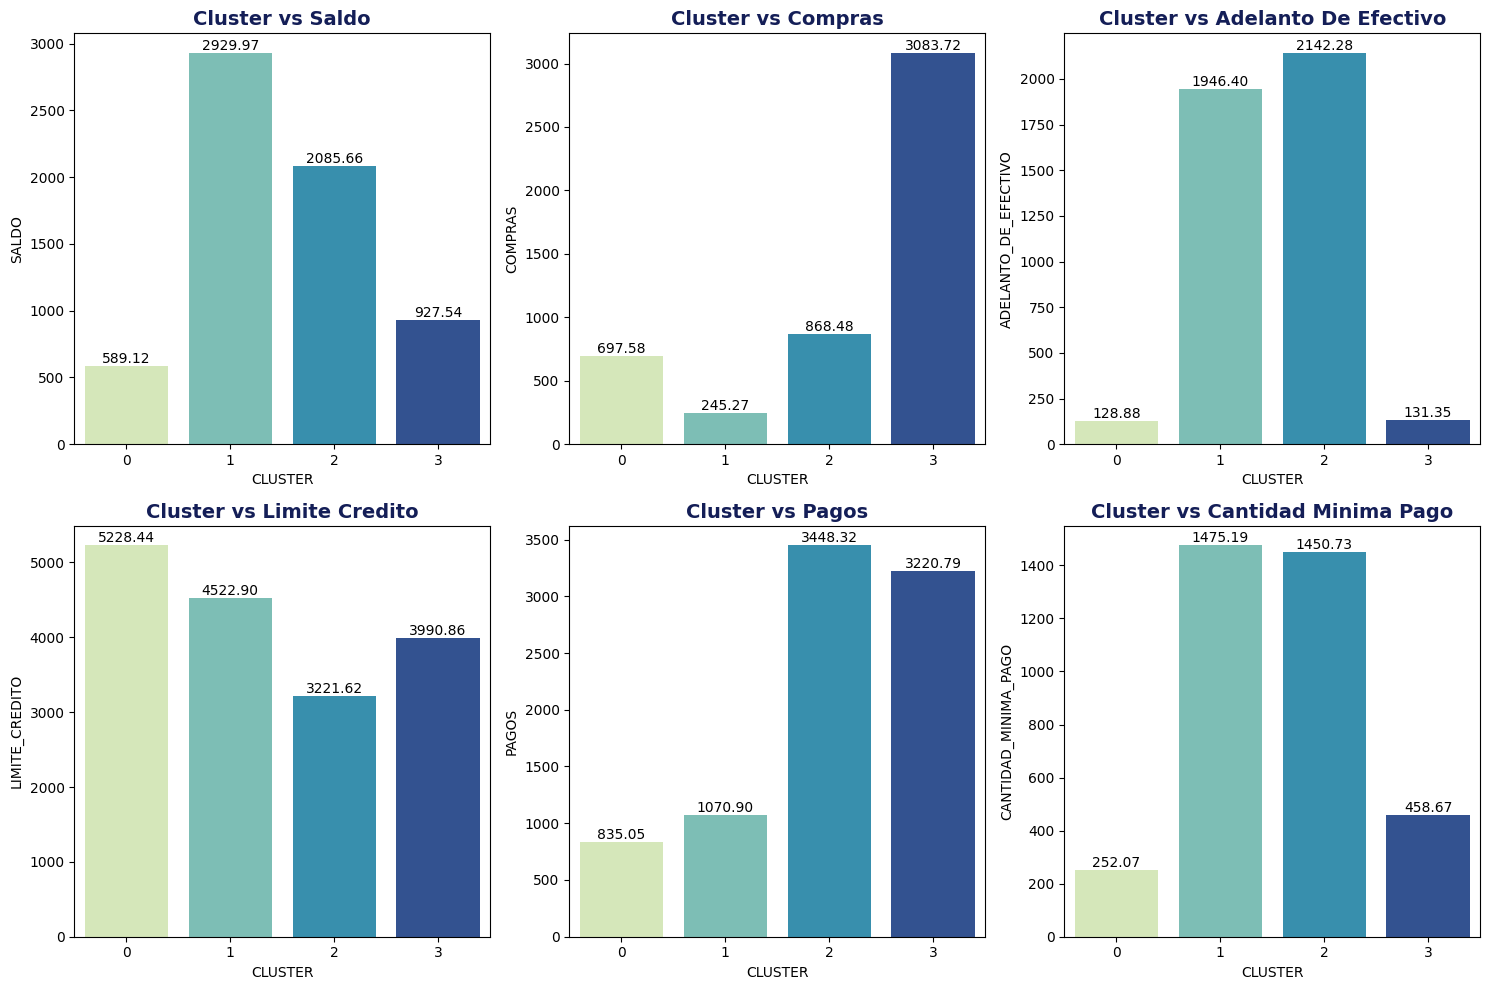 Cluster vs Saldo
3000
2500
2000
1500
1000
500
0
SALDO
589.12
2929.97
2085.66
927.54
0 1 2 3
CLUSTER
Cluster vs Compras
3000
2500
2000
1500
1000
500
0
COMPRAS
697.58
245.27
868.48
3083.72
0 1 2 3
CLUSTER
Cluster vs Adelanto De Efectivo
2000
1750
1500
1250
1000
750
500
250
0
ADELANTO_DE_EFECTIVO
128.88
1946.40
2142.28
131.35
0 1 2 3
CLUSTER
Cluster vs Limite Credito
5000
4000
3000
2000
1000
0
LIMITE_CREDITO
5228.44
4522.90
3221.62
3990.86
0 1 2 3
CLUSTER
Cluster vs Pagos
3500
3000
2500
2000
1500
1000
500
0
PAGOS
835.05
1070.90
3448.32
3220.79
0 1 2 3
CLUSTER
Cluster vs Cantidad Minima Pago
1400
1200
1000
800
600
400
200
0
CANTIDAD_MINIMA_PAGO
252.07
1475.19
1450.73
458.67
0 1 2 3
CLUSTER